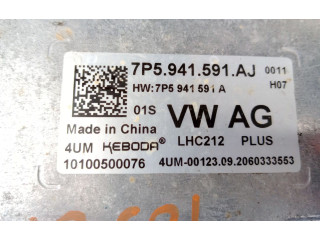 7P5.941.591.AJ 0011
HW:7P5 941 591 A H07
01S VW AG
Made in China
4UM KEBODA® LHC212 PLUS
10100500076 4UM-00123.09.2060333553